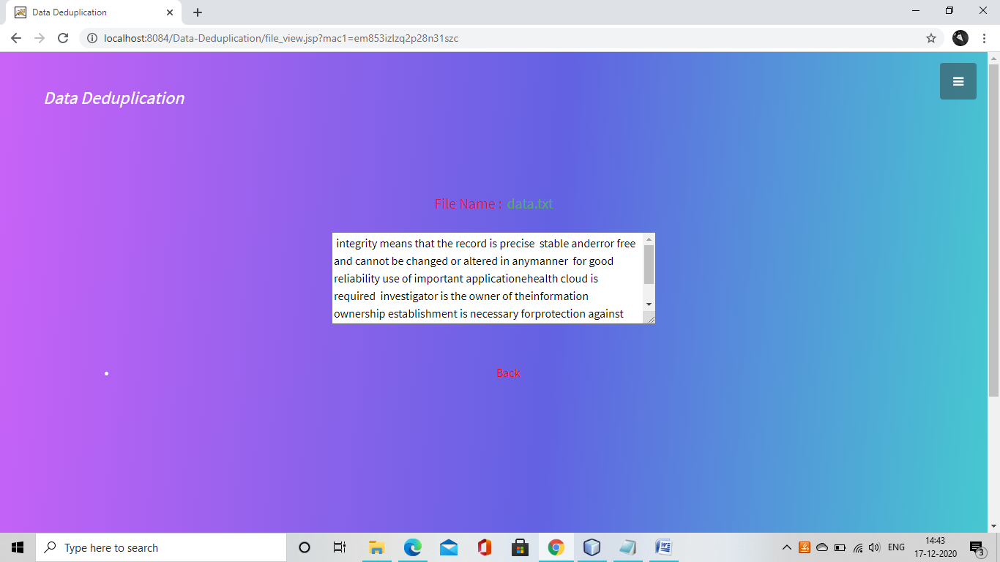 Data Deduplication
localhost:8084/Data-Deduplication/file_view.jsp?mac1=em853izlzq2p28n31szc
Data Deduplication
File Name : data.txt
integrity means that the record is precise  stable anderror free
and cannot be changed or altered in anymanner  for good
reliability use of important applicationehealth cloud is
required  investigator is the owner of theinformation
ownership establishment is necessary forprotection against
Back
Type here to search
ENG
14:43
17-12-2020
3